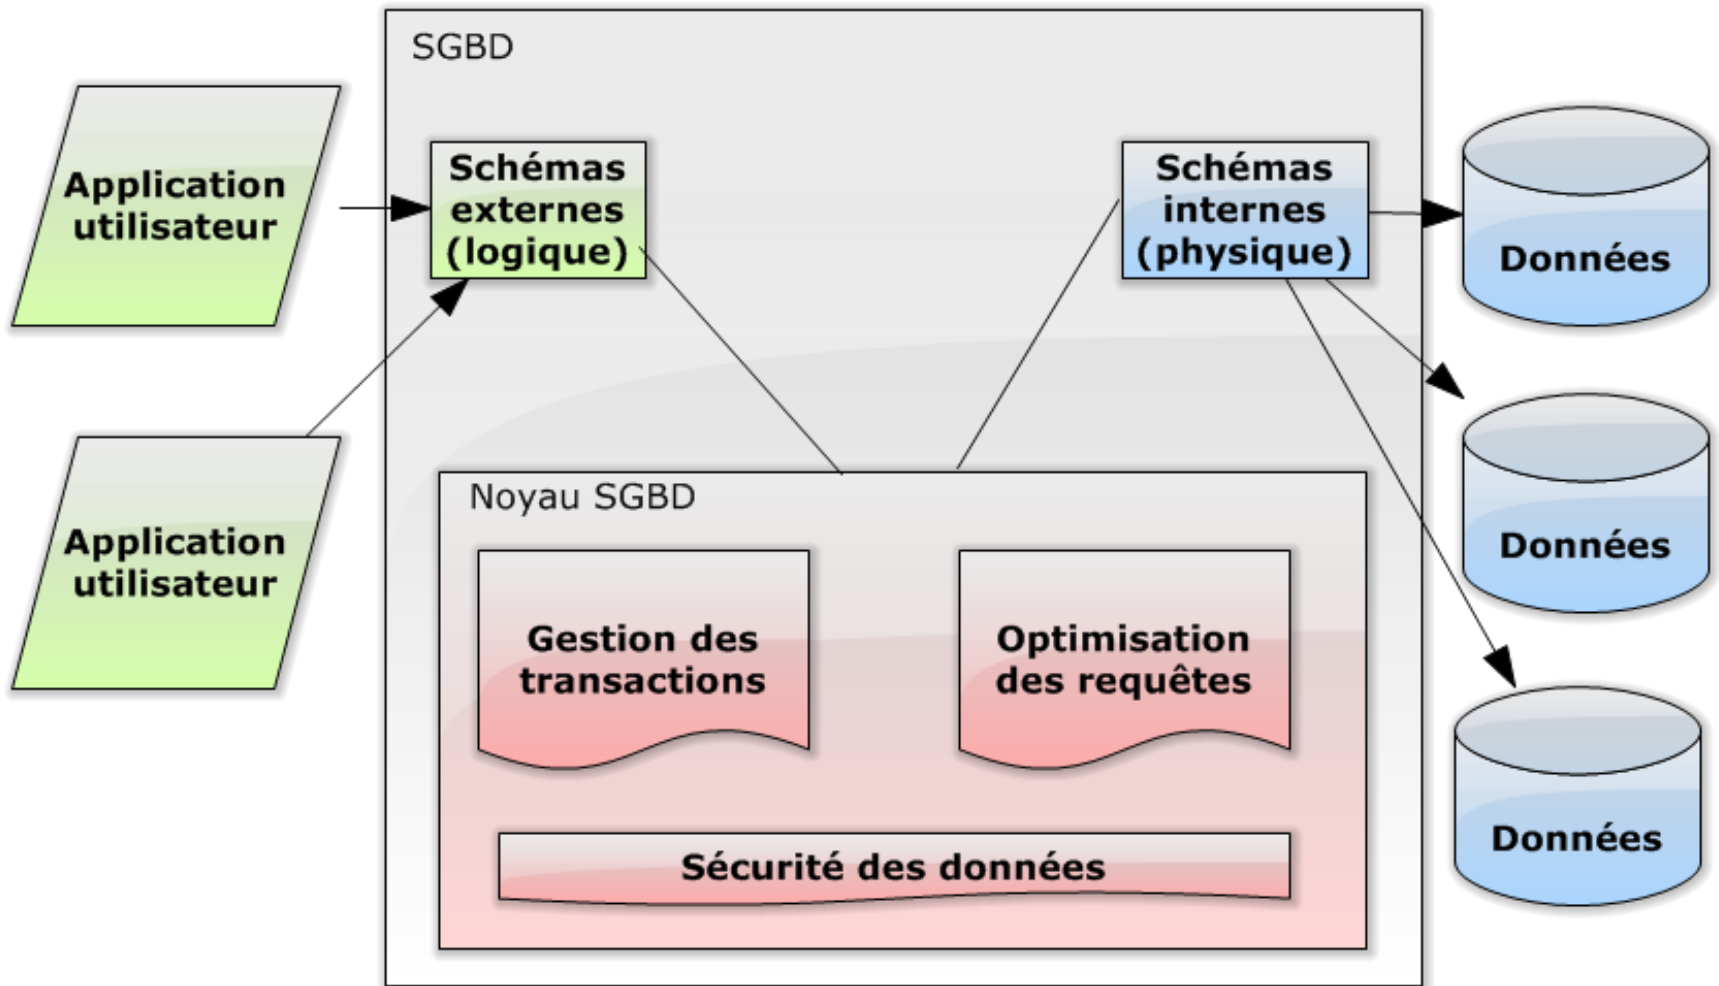 SGBD
Application
utilisateur
Schémas
externes
(logique)
Schémas
internes
(physique)
Données
Application
utilisateur
Noyau SGBD
Gestion des
transactions
Optimisation
des requêtes
Données
Sécurité des données
Données